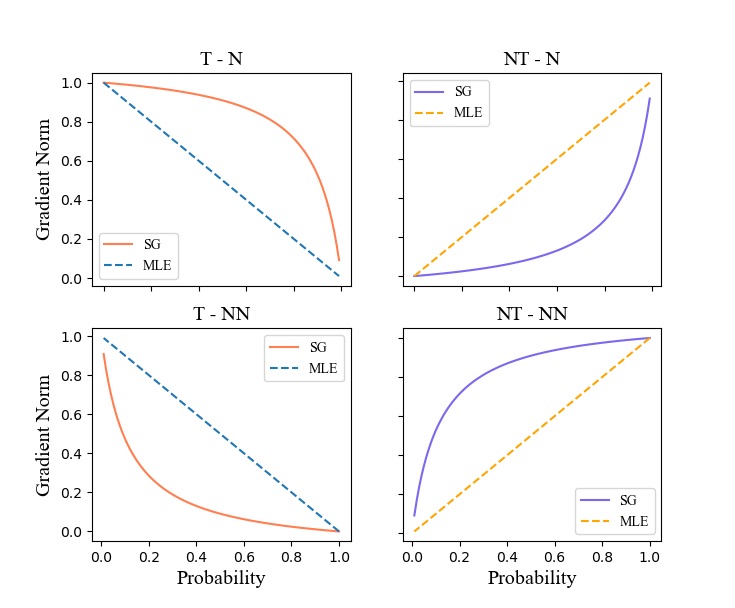 T - N
NT - N
Gradient Norm
1.0
0.8
0.6
0.4
0.2
0.0
SG
MLE
SG
MLE
T - NN
NT - NN
Gradient Norm
1.0
0.8
0.6
0.4
0.2
0.0
SG
MLE
SG
MLE
0.0 0.2 0.4 0.6 0.8 1.0
0.0 0.2 0.4 0.6 0.8 1.0
Probability
Probability